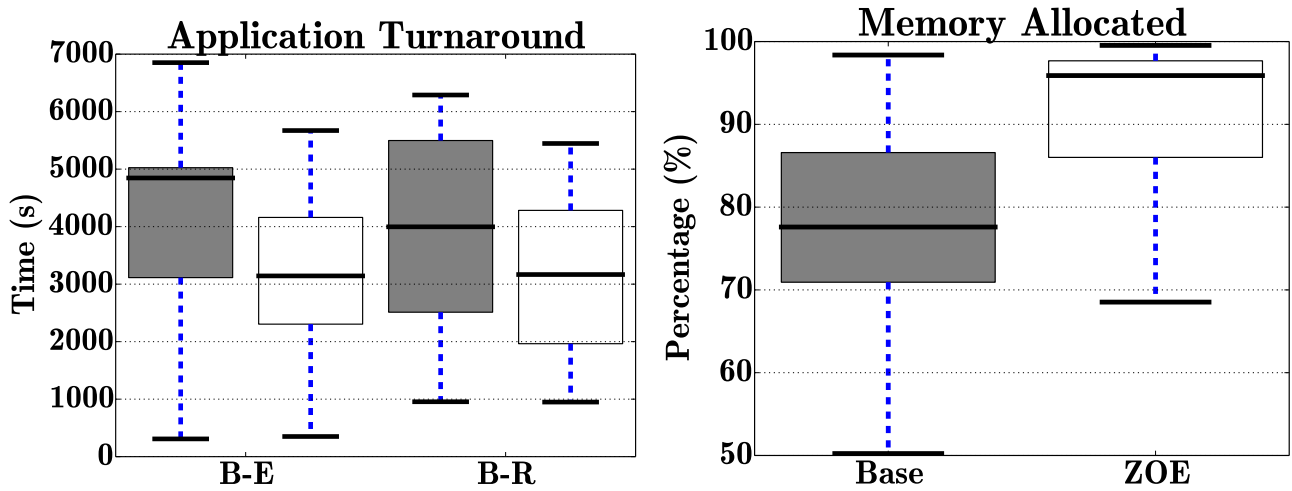 Application Turnaround
Time (s)
7000
6000
5000
4000
3000
2000
1000
0
B-E B-R
Memory Allocated
Percentage (%)
100
90
80
70
60
50
Base ZOE